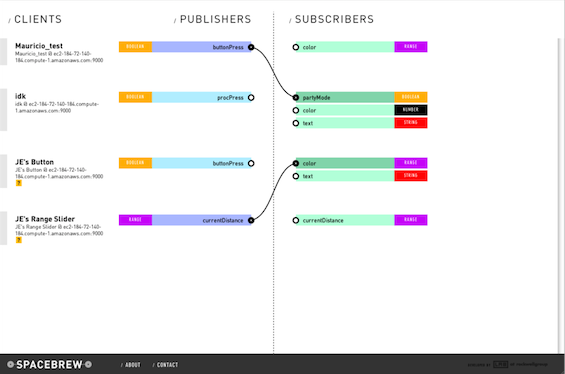 / CLIENTS
/ PUBLISHERS
/ SUBSCRIBERS
Mauricio_test
Mauricio_test @ ec2-184-72-140-
184.compute-1.amazonaws.com:9000
BOOLEAN
buttonPress
color
RANGE
idk
idk @ ec2-184-72-140-184.compute-
1.amazonaws.com:9000
BOOLEAN
procPress
partyMode
BOOLEAN
color
NUMBER
text
STRING
JE's Button
JE's Button @ ec2-184-72-140-
184.compute-1.amazonaws.com:9000
?
BOOLEAN
buttonPress
color
RANGE
text
STRING
JE's Range Slider
JE's Range Slider @ ec2-184-72-140-
184.compute-1.amazonaws.com:9000
?
RANGE
currentDistance
currentDistance
RANGE
SPACEBREW
/ ABOUT
/ CONTACT
DESIGNED BY